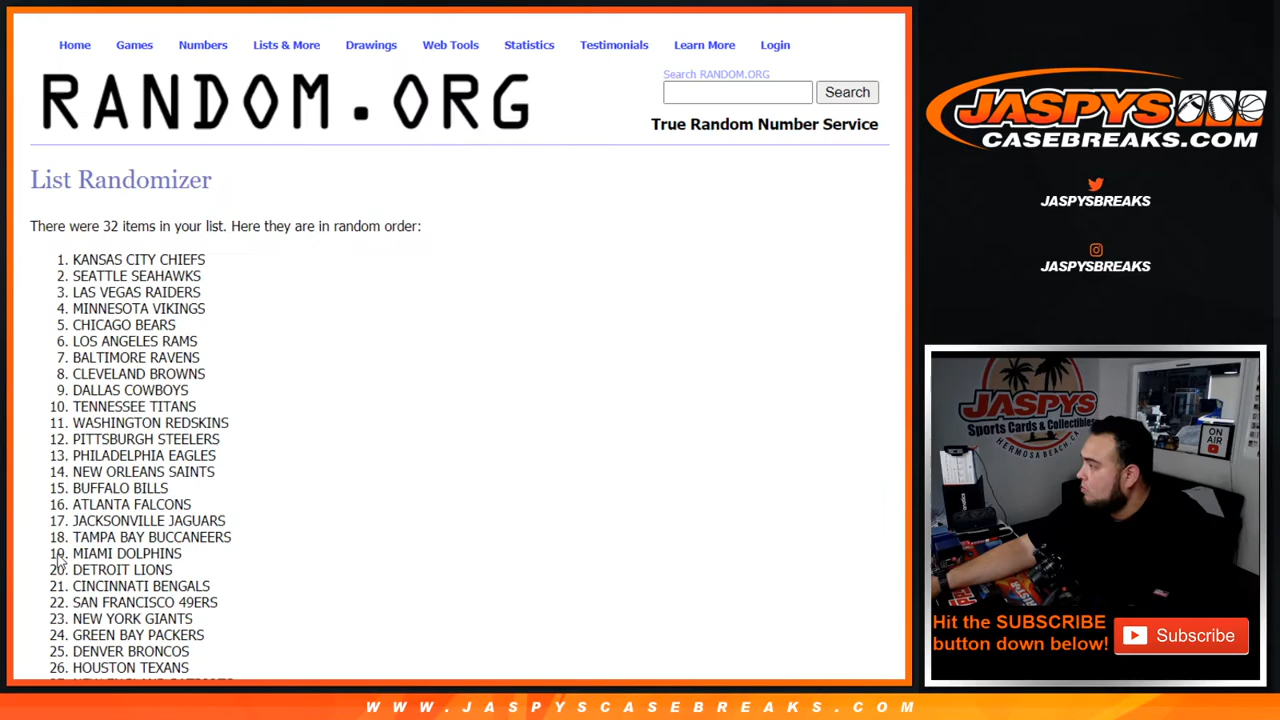 Home Games Numbers Lists & More Drawings Web Tools Statistics Testimonials Learn More Login
RANDOM.ORG
Search RANDOM.ORG
Search
True Random Number Service
List Randomizer
There were 32 items in your list. Here they are in random order:
1. KANSAS CITY CHIEFS
2. SEATTLE SEAHAWKS
3. LAS VEGAS RAIDERS
4. MINNESOTA VIKINGS
5. CHICAGO BEARS
6. LOS ANGELES RAMS
7. BALTIMORE RAVENS
8. CLEVELAND BROWNS
9. DALLAS COWBOYS
10. TENNESSEE TITANS
11. WASHINGTON REDSKINS
12. PITTSBURGH STEELERS
13. PHILADELPHIA EAGLES
14. NEW ORLEANS SAINTS
15. BUFFALO BILLS
16. ATLANTA FALCONS
17. JACKSONVILLE JAGUARS
18. TAMPA BAY BUCCANEERS
19. MIAMI DOLPHINS
20. DETROIT LIONS
21. CINCINNATI BENGALS
22. SAN FRANCISCO 49ERS
23. NEW YORK GIANTS
24. GREEN BAY PACKERS
25. DENVER BRONCOS
26. HOUSTON TEXANS
JASPYS
CASEBREAKS.COM
JASPYSBREAKS
JASPYSBREAKS
JASPYS
Sports Cards & Collectibles
HERMOSA BEACH, CA
ON
AIR
Hit the SUBSCRIBE
button down below!
Subscribe
WWW.JASPYSCASEBREAKS.COM